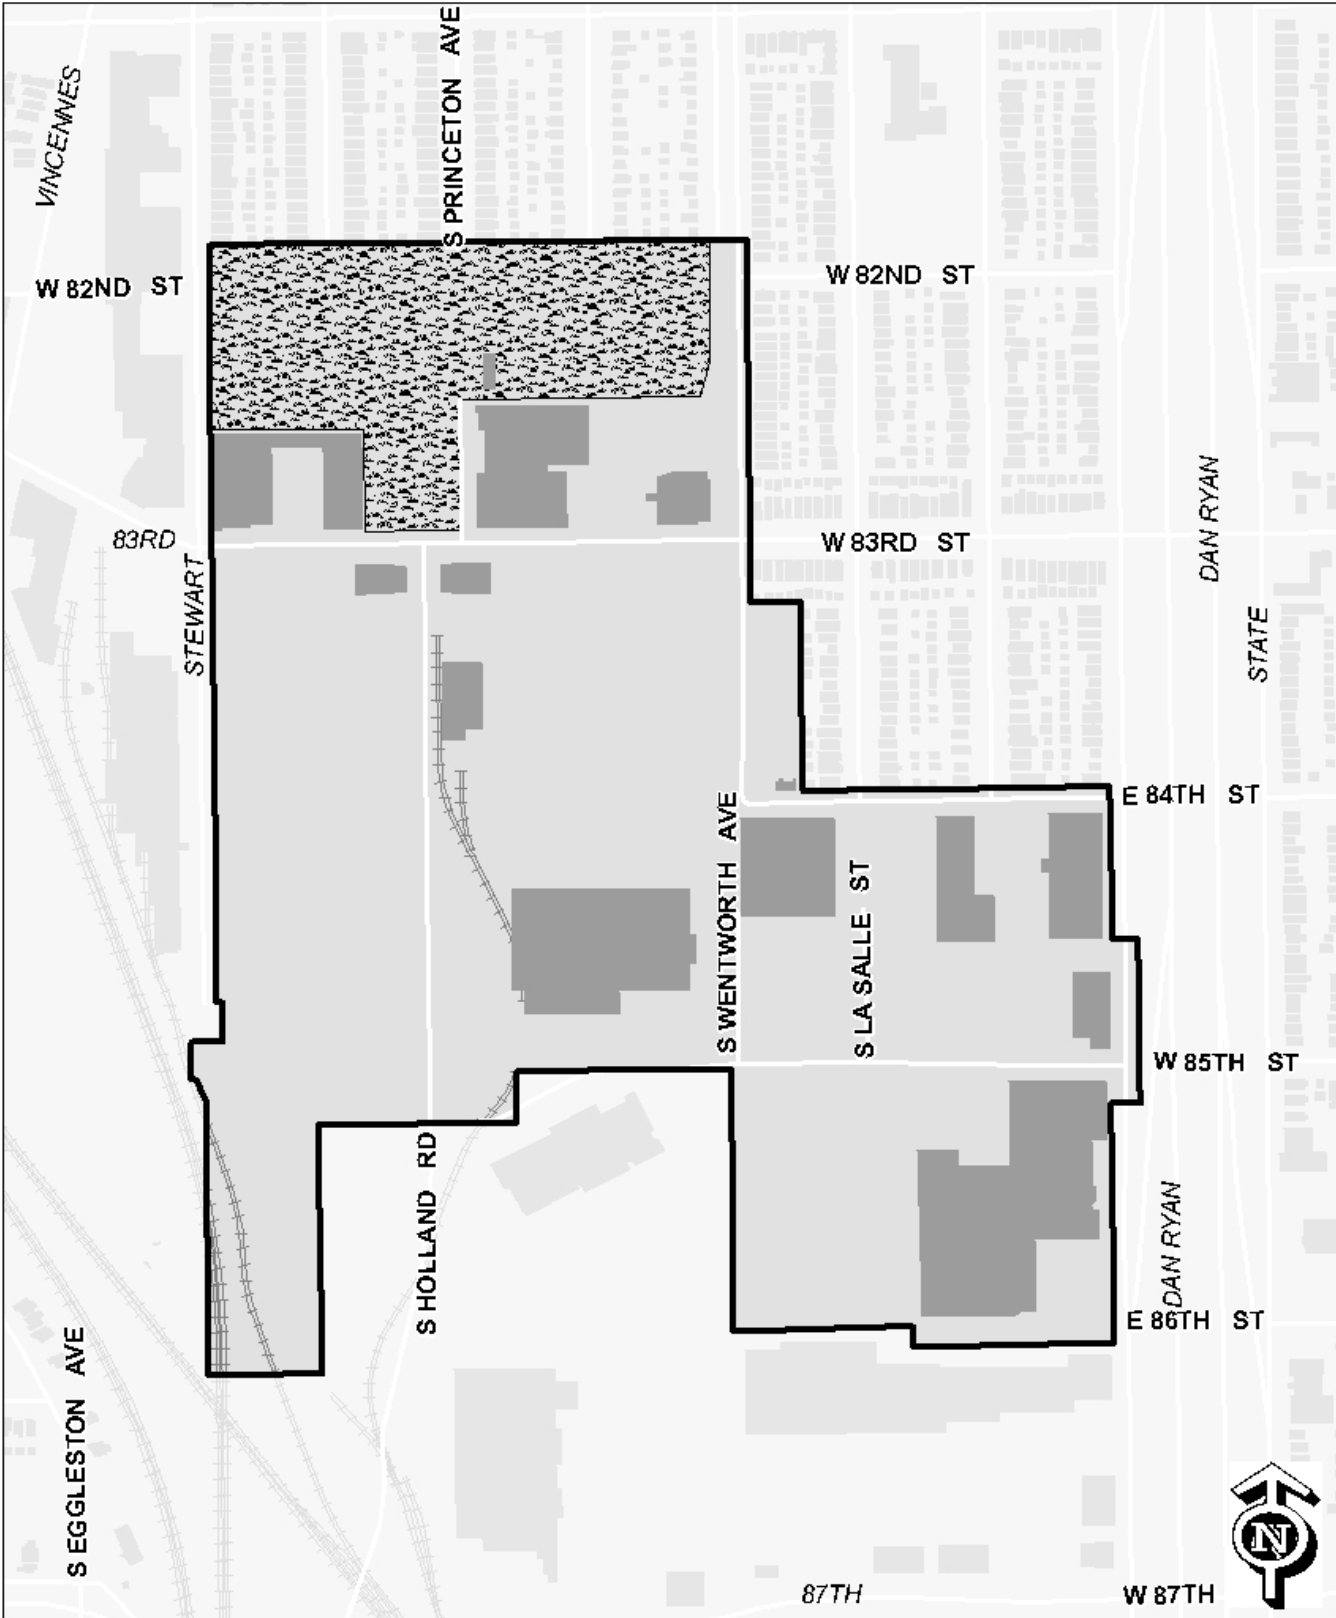 S PRINCETON AVE
VINCENNES
W 82ND ST
W 82ND ST
83RD
W 83RD ST
DAN RYAN
STEWART
STATE
E 84TH ST
S WENTWORTH AVE
S LA SALLE ST
W 85TH ST
S HOLLAND RD
DAN RYAN
E 86TH ST
S EGGLESTON AVE
N
87TH
W 87TH